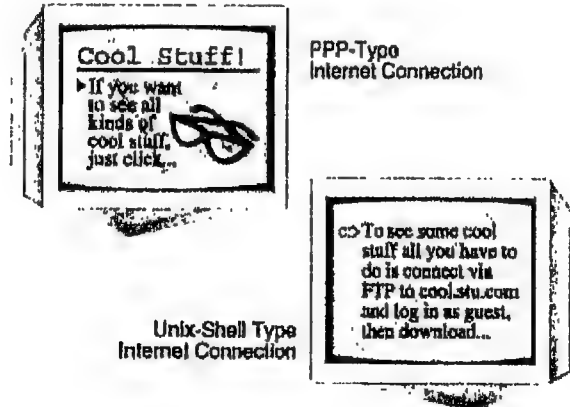 Cool Stuff!
If you want
to see all
kinds of
cool stuff,
just click...
PPP-Type
Internet Connection
c>To see some cool
stuff all you have to
do is connect via
FTP to cool.stu.com
and log in as guest,
then download...
Unix-Shell Type
Internet Connection